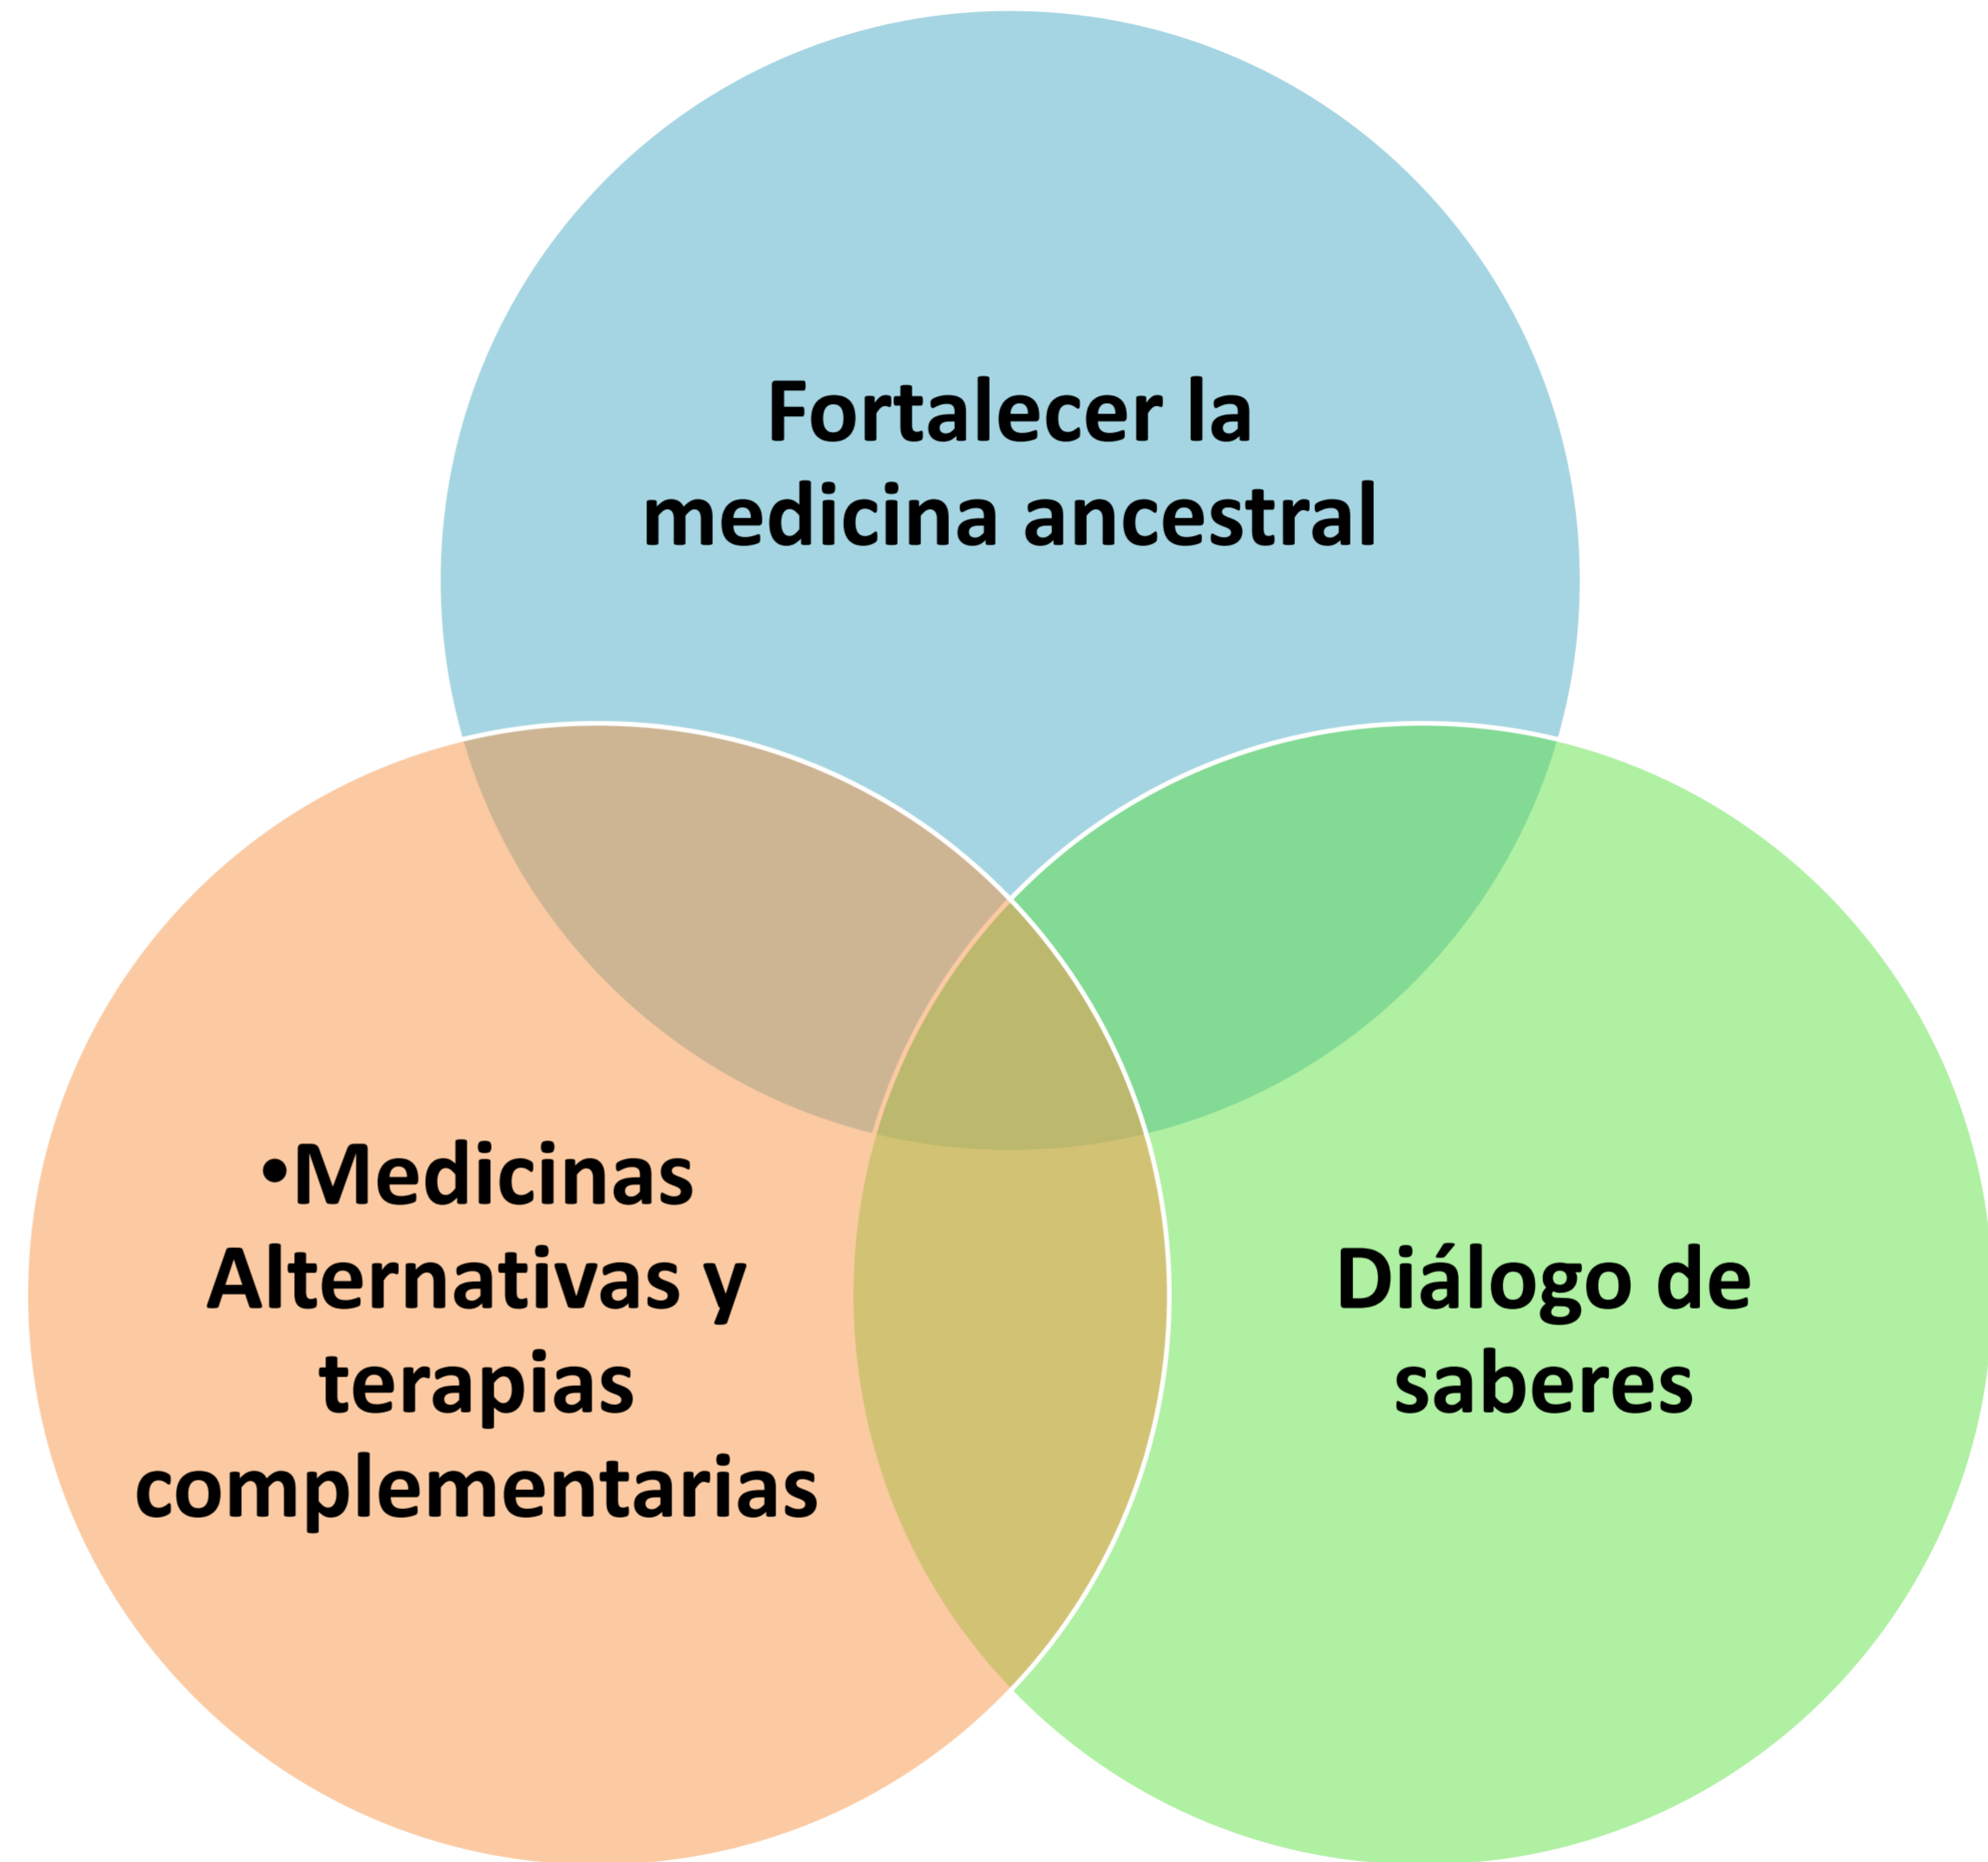 Fortalecer la
medicina ancestral
•Medicinas
Alternativas y
terapias
complementarias
Diálogo de
saberes